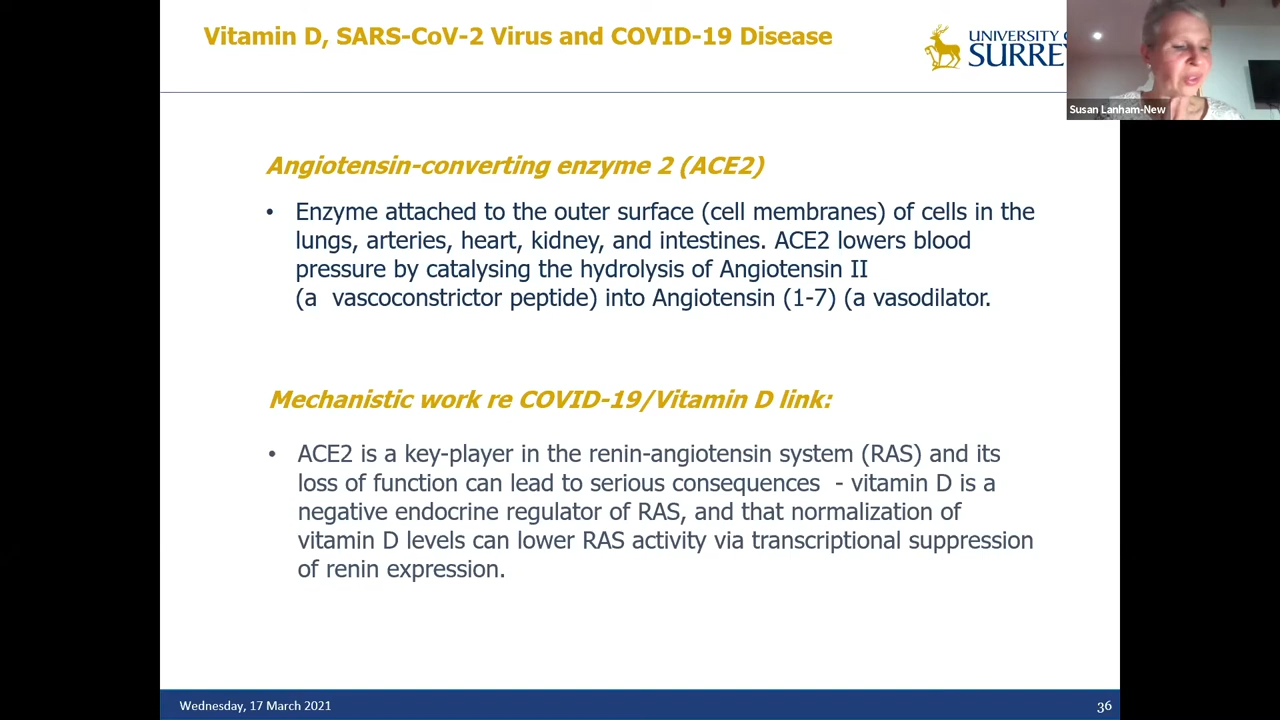 Vitamin D, SARS-CoV-2 Virus and COVID-19 Disease
UNIVERSITY
SURREY
Susan Lanham-New
Angiotensin-converting enzyme 2 (ACE2)
• Enzyme attached to the outer surface (cell membranes) of cells in the
lungs, arteries, heart, kidney, and intestines. ACE2 lowers blood
pressure by catalysing the hydrolysis of Angiotensin II
(a vascoconstrictor peptide) into Angiotensin (1-7) (a vasodilator.
Mechanistic work re COVID-19/Vitamin D link:
• ACE2 is a key-player in the renin-angiotensin system (RAS) and its
loss of function can lead to serious consequences - vitamin D is a
negative endocrine regulator of RAS, and that normalization of
vitamin D levels can lower RAS activity via transcriptional suppression
of renin expression.
Wednesday, 17 March 2021
36